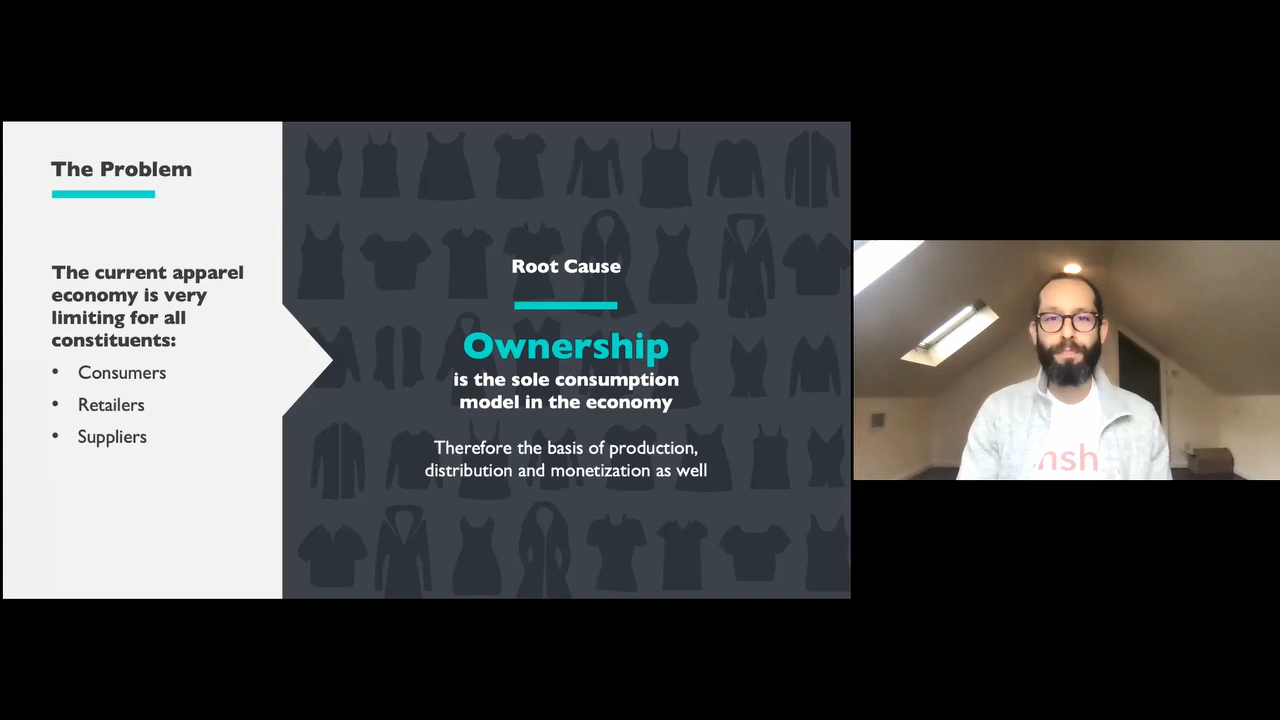 The Problem
The current apparel
economy is very
limiting for all
constituents:
• Consumers
• Retailers
• Suppliers
Root Cause
Ownership
is the sole consumption
model in the economy
Therefore the basis of production,
distribution and monetization as well